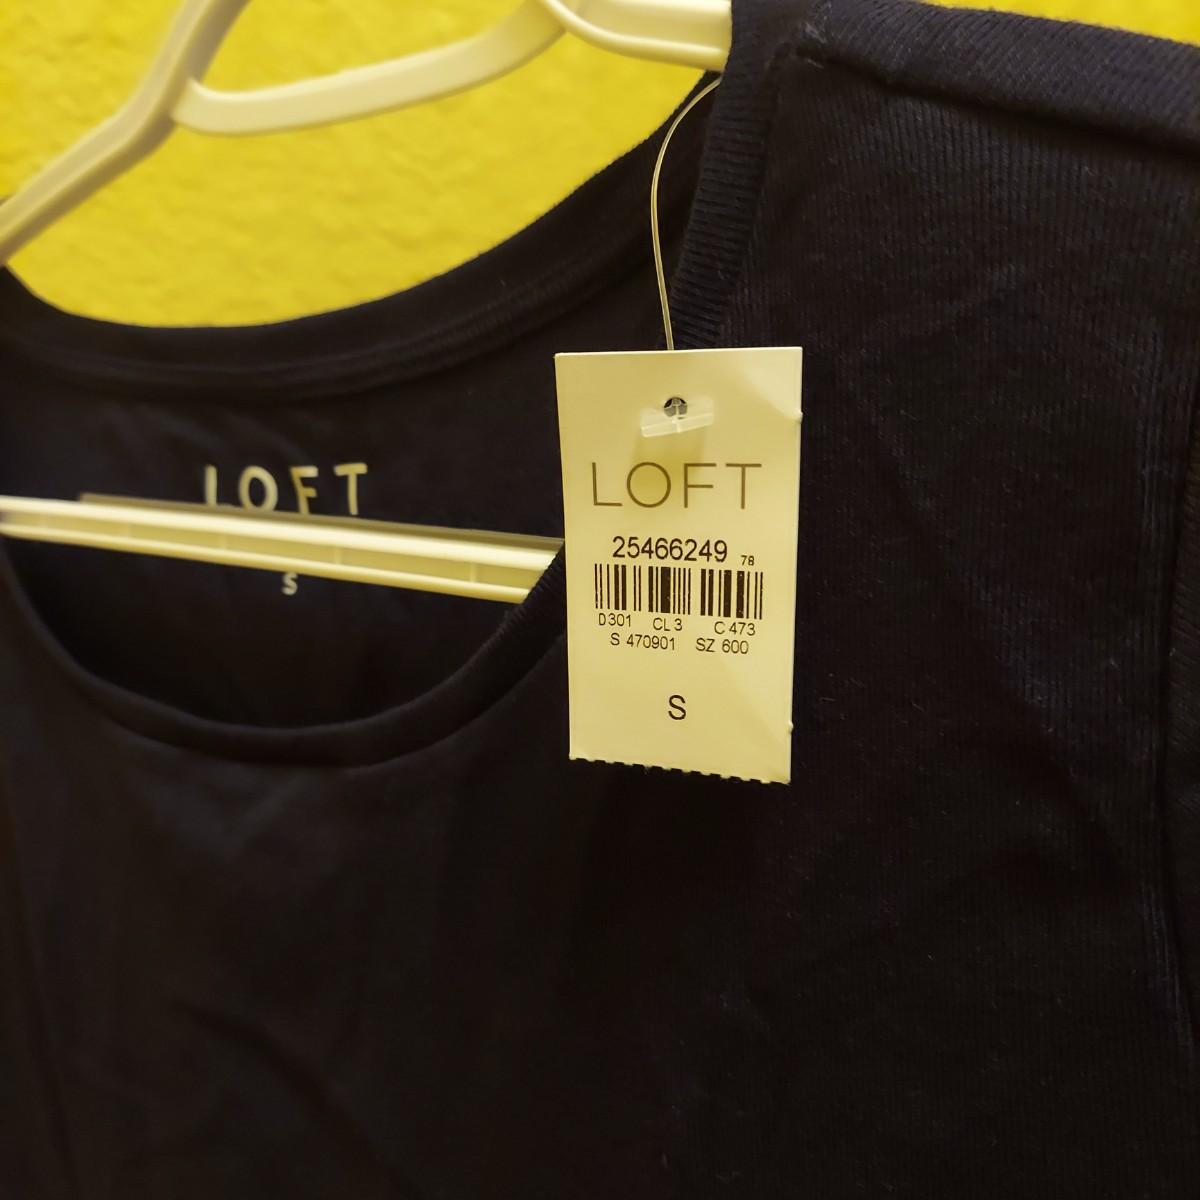 LOFT
S
LOFT
25466249 78
D301 CL 3 C 473
S 470901 SZ 600
S